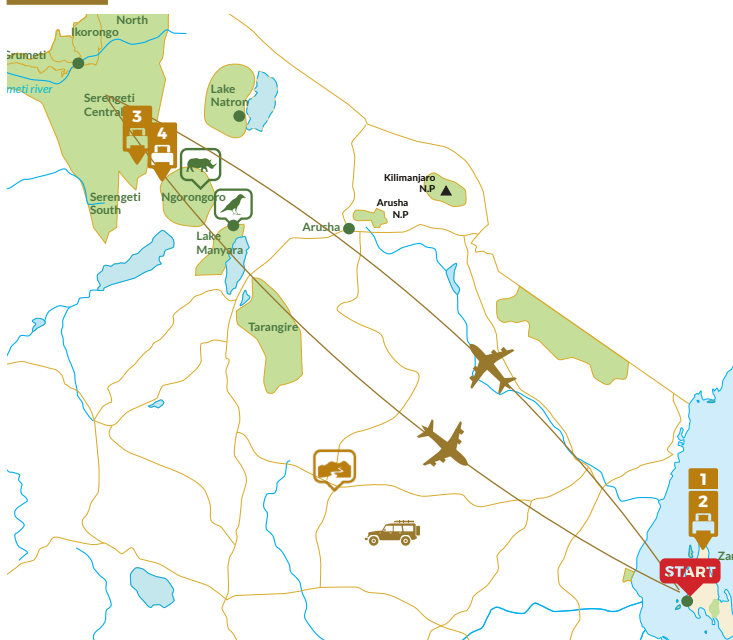 North
Ikorongo
Grumeti
meti river
Serengeti
Central
3
4
Lake
Natron
Kilimanjaro
N.P
Arusha
N.P
Serengeti
South
Ngorongoro
Arusha
Lake
Manyara
Tarangire
1
2
START